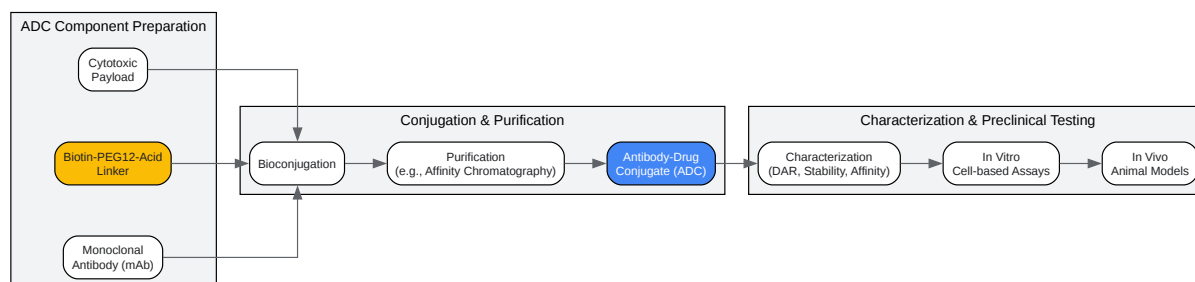 ADC Component Preparation
Cytotoxic
Payload
Biotin-PEG12-Acid
Linker
Monoclonal
Antibody (mAb)
Conjugation & Purification
Bioconjugation
Purification
(e.g., Affinity Chromatography)
Antibody-Drug
Conjugate (ADC)
Characterization & Preclinical Testing
Characterization
(DAR, Stability, Affinity)
In Vitro
Cell-based Assays
In Vivo
Animal Models